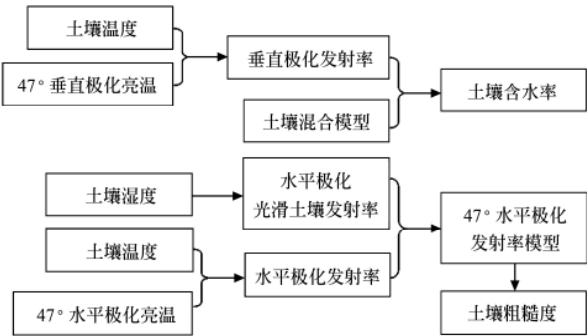 土壤温度
47° 垂直极化亮温
垂直极化发射率
土壤混合模型
土壤含水率
土壤湿度
水平极化
光滑土壤发射率
土壤温度
47° 水平极化亮温
水平极化发射率
47° 水平极化
发射率模型
土壤粗糙度